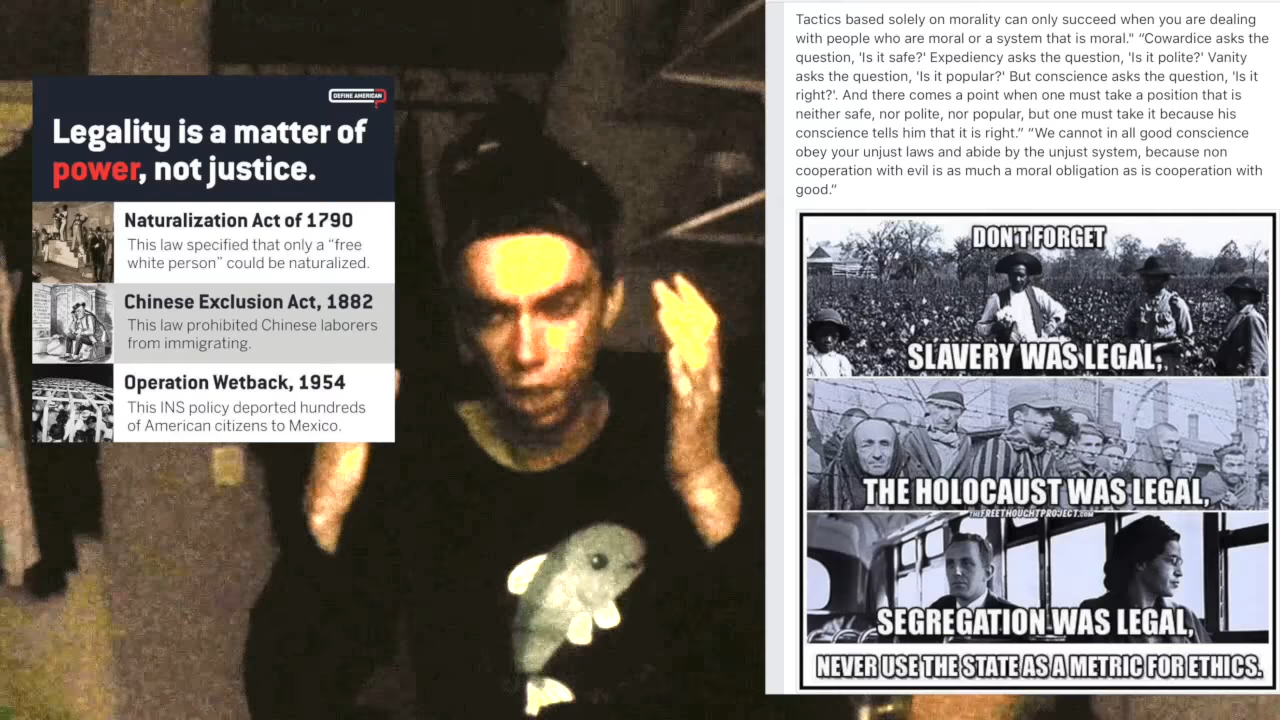 DEFINE AMERICAN
Legality is a matter of
power, not justice.
Naturalization Act of 1790
This law specified that only a “free
white person” could be naturalized.
Chinese Exclusion Act, 1882
This law prohibited Chinese laborers
from immigrating.
Operation Wetback, 1954
This INS policy deported hundreds
of American citizens to Mexico.
Tactics based solely on morality can only succeed when you are dealing
with people who are moral or a system that is moral." “Cowardice asks the
question, 'Is it safe?' Expediency asks the question, 'Is it polite?' Vanity
asks the question, 'Is it popular?' But conscience asks the question, 'Is it
right?'. And there comes a point when one must take a position that is
neither safe, nor polite, nor popular, but one must take it because his
conscience tells him that it is right.” “We cannot in all good conscience
obey your unjust laws and abide by the unjust system, because non
cooperation with evil is as much a moral obligation as is cooperation with
good.“
DON'T FORGET
SLAVERY WAS LEGAL;
THE HOLOCAUST WAS LEGAL,
THEFREETHOUGHTPROJECT.COM
SEGREGATION WAS LEGAL,
NEVER USE THE STATE AS A METRIC FOR ETHICS.